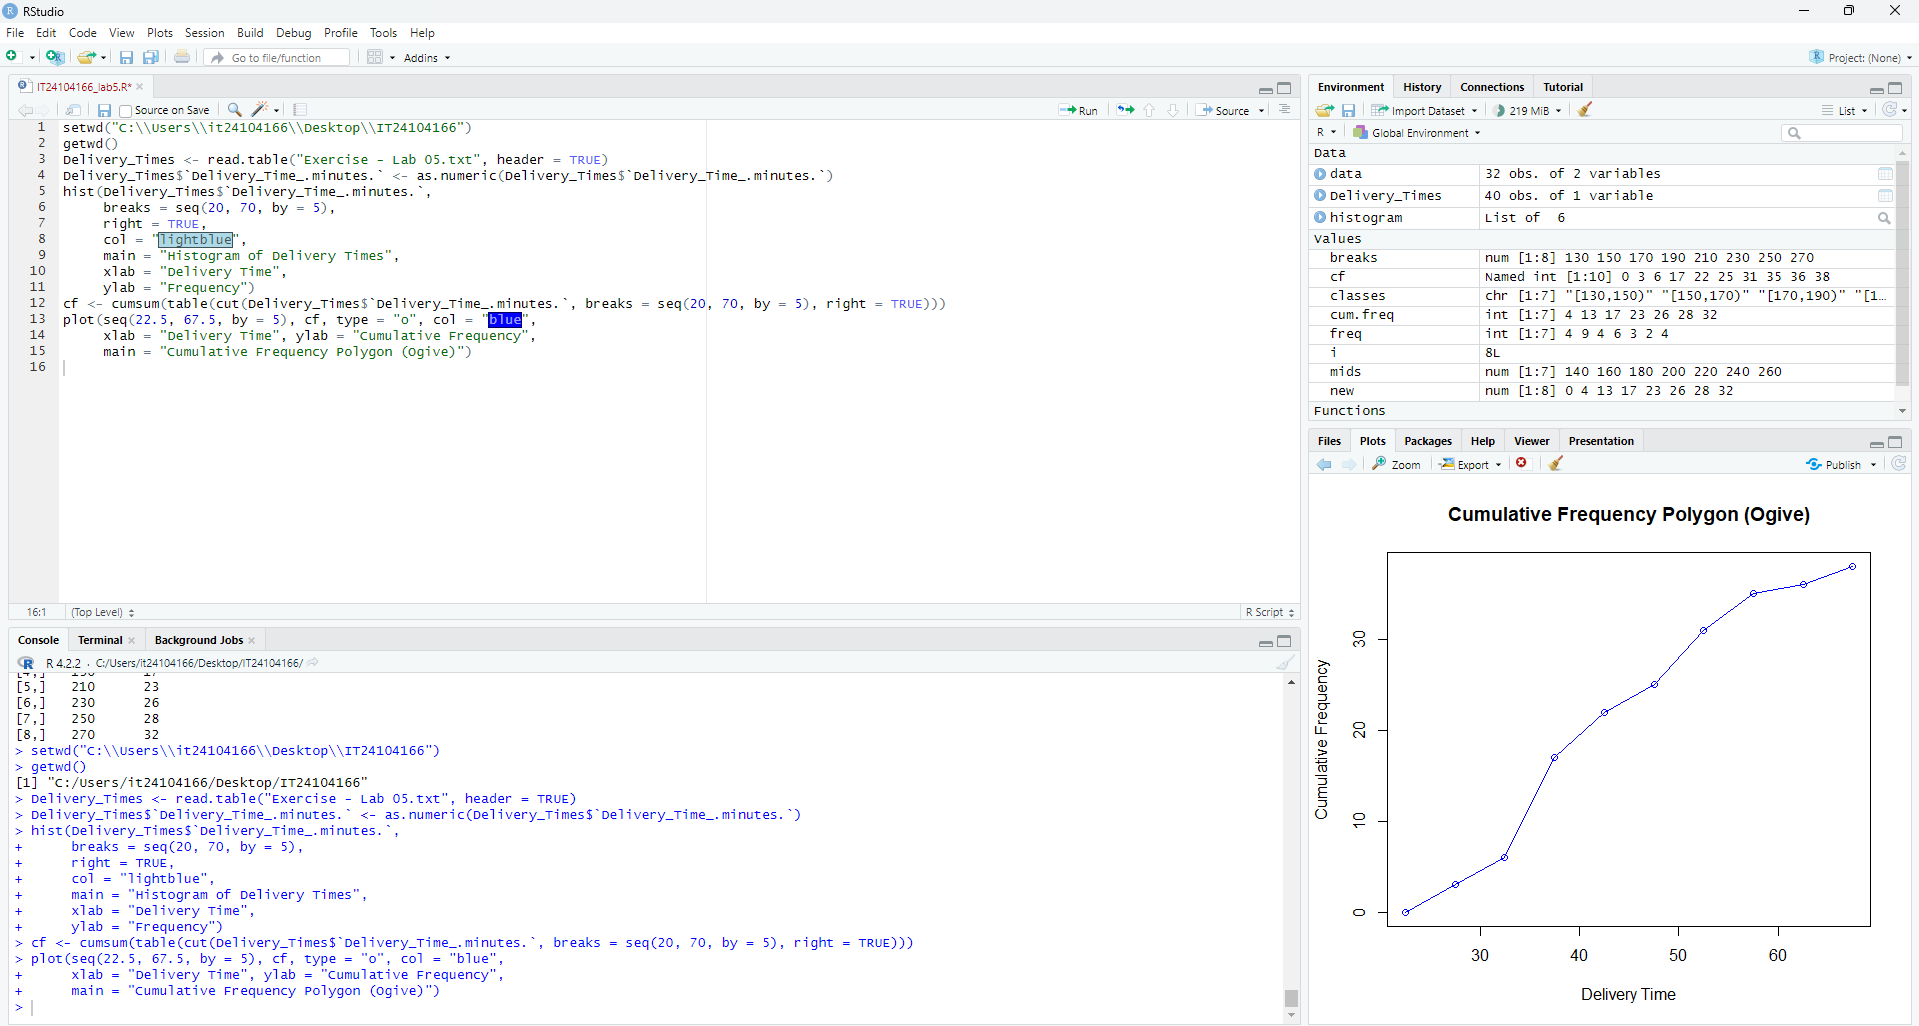 RStudio
File Edit Code View Plots Session Build Debug Profile Tools Help
Go to file/function Addins Project: (None)
IT24104166_lab5.R*
Source on Save Run Source
1 setwd("C:\\Users\\it24104166\\Desktop\\IT24104166")
2 getwd()
3 Delivery_Times <- read.table("Exercise - Lab 05.txt", header = TRUE)
4 Delivery_Times$`Delivery_Time_.minutes.` <- as.numeric(Delivery_Times$`Delivery_Time_.minutes.`)
5 hist(Delivery_Times$`Delivery_Time_.minutes.`,
6 breaks = seq(20, 70, by = 5),
7 right = TRUE,
8 col = "lightblue",
9 main = "Histogram of Delivery Times",
10 xlab = "Delivery Time",
11 ylab = "Frequency")
12 cf <- cumsum(table(cut(Delivery_Times$`Delivery_Time_.minutes.`, breaks = seq(20, 70, by = 5), right = TRUE)))
13 plot(seq(22.5, 67.5, by = 5), cf, type = "o", col = "blue",
14 xlab = "Delivery Time", ylab = "Cumulative Frequency",
15 main = "Cumulative Frequency Polygon (Ogive)")
16
16:1 (Top Level) R Script
Console Terminal Background Jobs
R 4.2.2 · C:/Users/it24104166/Desktop/IT24104166/
[5,] 210 23
[6,] 230 26
[7,] 250 28
[8,] 270 32
> setwd("C:\\Users\\it24104166\\Desktop\\IT24104166")
> getwd()
[1] "C:/Users/it24104166/Desktop/IT24104166"
> Delivery_Times <- read.table("Exercise - Lab 05.txt", header = TRUE)
> Delivery_Times$`Delivery_Time_.minutes.` <- as.numeric(Delivery_Times$`Delivery_Time_.minutes.`)
> hist(Delivery_Times$`Delivery_Time_.minutes.`,
+ breaks = seq(20, 70, by = 5),
+ right = TRUE,
+ col = "lightblue",
+ main = "Histogram of Delivery Times",
+ xlab = "Delivery Time",
+ ylab = "Frequency")
> cf <- cumsum(table(cut(Delivery_Times$`Delivery_Time_.minutes.`, breaks = seq(20, 70, by = 5), right = TRUE)))
> plot(seq(22.5, 67.5, by = 5), cf, type = "o", col = "blue",
+ xlab = "Delivery Time", ylab = "Cumulative Frequency",
+ main = "Cumulative Frequency Polygon (Ogive)")
>
Environment History Connections Tutorial
Import Dataset 219 MiB List
R Global Environment
Data
data 32 obs. of 2 variables
Delivery_Times 40 obs. of 1 variable
histogram List of 6
Values
breaks num [1:8] 130 150 170 190 210 230 250 270
cf Named int [1:10] 0 3 6 17 22 25 31 35 36 38
classes chr [1:7] "[130,150)" "[150,170)" "[170,190)" "[1…
cum.freq int [1:7] 4 13 17 23 26 28 32
freq int [1:7] 4 9 4 6 3 2 4
i 8L
mids num [1:7] 140 160 180 200 220 240 260
new num [1:8] 0 4 13 17 23 26 28 32
Functions
Files Plots Packages Help Viewer Presentation
Zoom Export Publish
Cumulative Frequency Polygon (Ogive)
Cumulative Frequency
30
20
10
0
30 40 50 60
Delivery Time